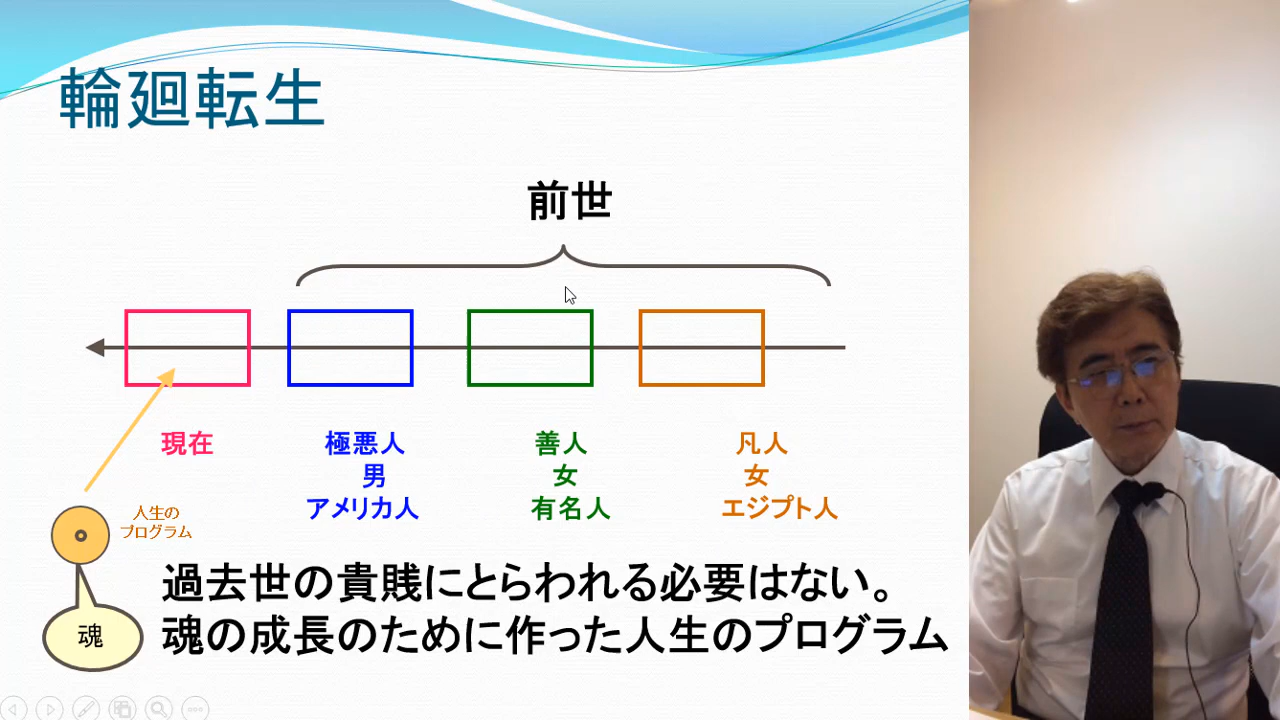 輪廻転生
前世
現在
極悪人
男
アメリカ人
善人
女
有名人
凡人
女
エジプト人
人生の
プログラム
過去世の貴賎にとらわれる必要はない。
魂の成長のために作った人生のプログラム
魂